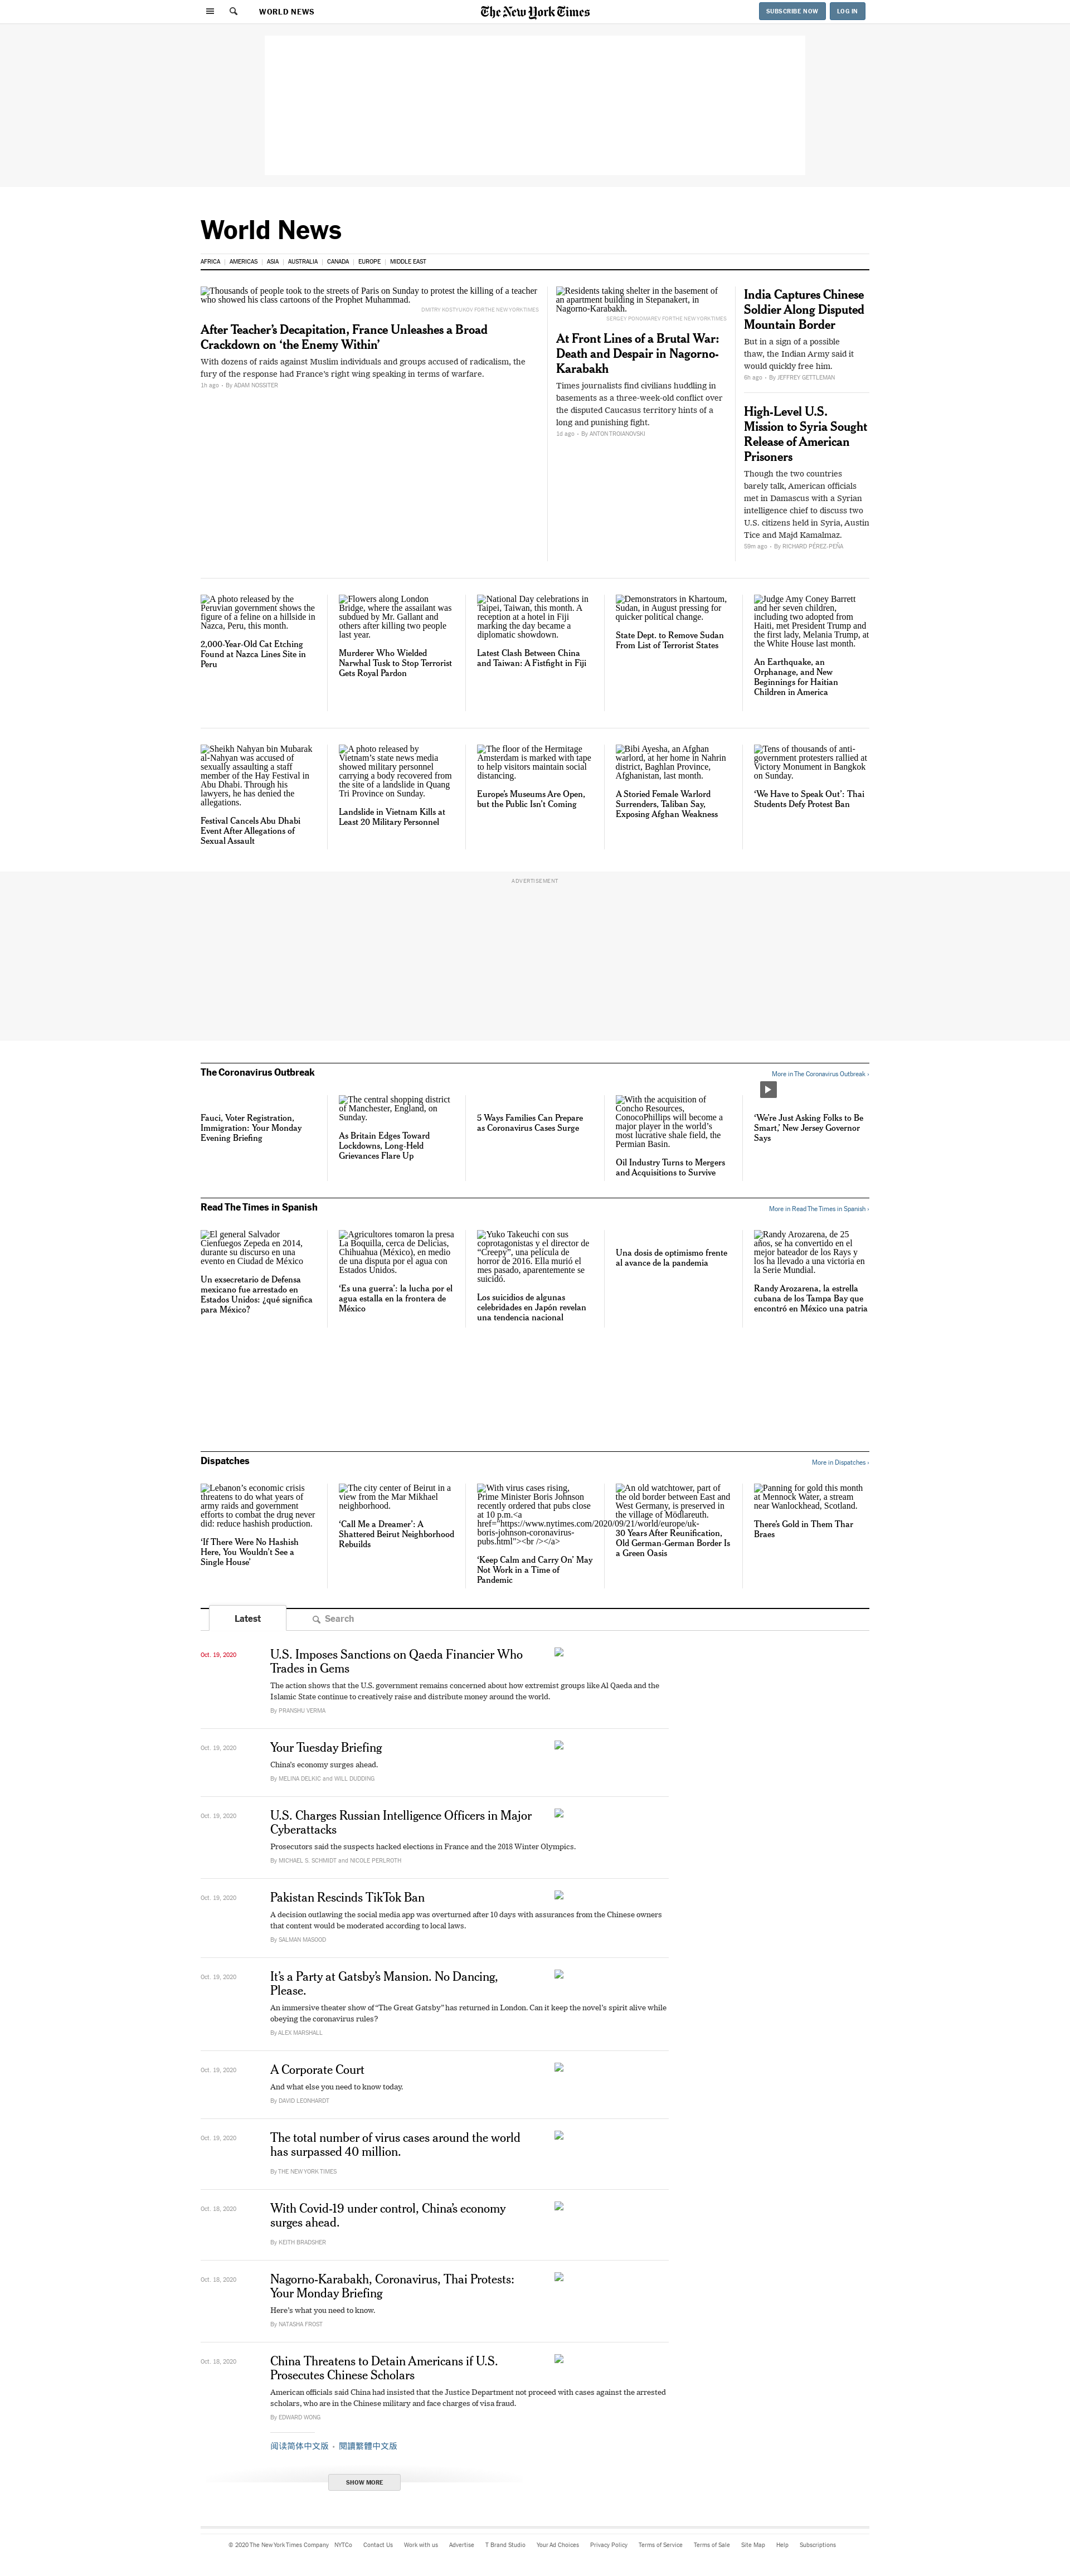 WORLD NEWS
The New York Times
SUBSCRIBE NOW
LOG IN
World News
AFRICA
AMERICAS
ASIA
AUSTRALIA
CANADA
EUROPE
MIDDLE EAST
Thousands of people took to the streets of Paris on Sunday to protest the killing of a teacher
who showed his class cartoons of the Prophet Muhammad.
DMITRY KOSTYUKOV FOR THE NEW YORK TIMES
After Teacher’s Decapitation, France Unleashes a Broad
Crackdown on ‘the Enemy Within’
With dozens of raids against Muslim individuals and groups accused of radicalism, the
fury of the response had France’s right wing speaking in terms of warfare.
1h ago · By ADAM NOSSITER
Residents taking shelter in the basement of
an apartment building in Stepanakert, in
Nagorno-Karabakh.
SERGEY PONOMAREV FOR THE NEW YORK TIMES
At Front Lines of a Brutal War:
Death and Despair in Nagorno-
Karabakh
Times journalists find civilians huddling in
basements as a three-week-old conflict over
the disputed Caucasus territory hints of a
long and punishing fight.
1d ago · By ANTON TROIANOVSKI
India Captures Chinese
Soldier Along Disputed
Mountain Border
But in a sign of a possible
thaw, the Indian Army said it
would quickly free him.
6h ago · By JEFFREY GETTLEMAN
High-Level U.S.
Mission to Syria Sought
Release of American
Prisoners
Though the two countries
barely talk, American officials
met in Damascus with a Syrian
intelligence chief to discuss two
U.S. citizens held in Syria, Austin
Tice and Majd Kamalmaz.
59m ago · By RICHARD PÉREZ-PEÑA
A photo released by the
Peruvian government shows the
figure of a feline on a hillside in
Nazca, Peru, this month.
2,000-Year-Old Cat Etching
Found at Nazca Lines Site in
Peru
Flowers along London
Bridge, where the assailant was
subdued by Mr. Gallant and
others after killing two people
last year.
Murderer Who Wielded
Narwhal Tusk to Stop Terrorist
Gets Royal Pardon
National Day celebrations in
Taipei, Taiwan, this month. A
reception at a hotel in Fiji
marking the day became a
diplomatic showdown.
Latest Clash Between China
and Taiwan: A Fistfight in Fiji
Demonstrators in Khartoum,
Sudan, in August pressing for
quicker political change.
State Dept. to Remove Sudan
From List of Terrorist States
Judge Amy Coney Barrett
and her seven children,
including two adopted from
Haiti, met President Trump and
the first lady, Melania Trump, at
the White House last month.
An Earthquake, an
Orphanage, and New
Beginnings for Haitian
Children in America
Sheikh Nahyan bin Mubarak
al-Nahyan was accused of
sexually assaulting a staff
member of the Hay Festival in
Abu Dhabi. Through his
lawyers, he has denied the
allegations.
Festival Cancels Abu Dhabi
Event After Allegations of
Sexual Assault
A photo released by
Vietnam’s state news media
showed military personnel
carrying a body recovered from
the site of a landslide in Quang
Tri Province on Sunday.
Landslide in Vietnam Kills at
Least 20 Military Personnel
The floor of the Hermitage
Amsterdam is marked with tape
to help visitors maintain social
distancing.
Europe’s Museums Are Open,
but the Public Isn’t Coming
Bibi Ayesha, an Afghan
warlord, at her home in Nahrin
district, Baghlan Province,
Afghanistan, last month.
A Storied Female Warlord
Surrenders, Taliban Say,
Exposing Afghan Weakness
Tens of thousands of anti-
government protesters rallied at
Victory Monument in Bangkok
on Sunday.
‘We Have to Speak Out’: Thai
Students Defy Protest Ban
ADVERTISEMENT
The Coronavirus Outbreak
More in The Coronavirus Outbreak ›
Fauci, Voter Registration,
Immigration: Your Monday
Evening Briefing
The central shopping district
of Manchester, England, on
Sunday.
As Britain Edges Toward
Lockdowns, Long-Held
Grievances Flare Up
5 Ways Families Can Prepare
as Coronavirus Cases Surge
With the acquisition of
Concho Resources,
ConocoPhillips will become a
major player in the world’s
most lucrative shale field, the
Permian Basin.
Oil Industry Turns to Mergers
and Acquisitions to Survive
‘We’re Just Asking Folks to Be
Smart,’ New Jersey Governor
Says
Read The Times in Spanish
More in Read The Times in Spanish ›
El general Salvador
Cienfuegos Zepeda en 2014,
durante su discurso en una
evento en Ciudad de México
Un exsecretario de Defensa
mexicano fue arrestado en
Estados Unidos: ¿qué significa
para México?
Agricultores tomaron la presa
La Boquilla, cerca de Delicias,
Chihuahua (México), en medio
de una disputa por el agua con
Estados Unidos.
‘Es una guerra’: la lucha por el
agua estalla en la frontera de
México
Yuko Takeuchi con sus
coprotagonistas y el director de
“Creepy”, una película de
horror de 2016. Ella murió el
mes pasado, aparentemente se
suicidó.
Los suicidios de algunas
celebridades en Japón revelan
una tendencia nacional
Una dosis de optimismo frente
al avance de la pandemia
Randy Arozarena, de 25
años, se ha convertido en el
mejor bateador de los Rays y
los ha llevado a una victoria en
la Serie Mundial.
Randy Arozarena, la estrella
cubana de los Tampa Bay que
encontró en México una patria
Dispatches
More in Dispatches ›
Lebanon’s economic crisis
threatens to do what years of
army raids and government
efforts to combat the drug never
did: reduce hashish production.
‘If There Were No Hashish
Here, You Wouldn’t See a
Single House’
The city center of Beirut in a
view from the Mar Mikhael
neighborhood.
‘Call Me a Dreamer’: A
Shattered Beirut Neighborhood
Rebuilds
With virus cases rising,
Prime Minister Boris Johnson
recently ordered that pubs close
at 10 p.m.<a
href="https://www.nytimes.com/2020/09/21/world/europe/uk-
boris-johnson-coronavirus-
pubs.html"><br /></a>
‘Keep Calm and Carry On’ May
Not Work in a Time of
Pandemic
An old watchtower, part of
the old border between East and
West Germany, is preserved in
the village of Mödlareuth.
30 Years After Reunification,
Old German-German Border Is
a Green Oasis
Panning for gold this month
at Mennock Water, a stream
near Wanlockhead, Scotland.
There’s Gold in Them Thar
Braes
Latest
Search
Oct. 19, 2020
U.S. Imposes Sanctions on Qaeda Financier Who
Trades in Gems
The action shows that the U.S. government remains concerned about how extremist groups like Al Qaeda and the
Islamic State continue to creatively raise and distribute money around the world.
By PRANSHU VERMA
Oct. 19, 2020
Your Tuesday Briefing
China’s economy surges ahead.
By MELINA DELKIC and WILL DUDDING
Oct. 19, 2020
U.S. Charges Russian Intelligence Officers in Major
Cyberattacks
Prosecutors said the suspects hacked elections in France and the 2018 Winter Olympics.
By MICHAEL S. SCHMIDT and NICOLE PERLROTH
Oct. 19, 2020
Pakistan Rescinds TikTok Ban
A decision outlawing the social media app was overturned after 10 days with assurances from the Chinese owners
that content would be moderated according to local laws.
By SALMAN MASOOD
Oct. 19, 2020
It’s a Party at Gatsby’s Mansion. No Dancing,
Please.
An immersive theater show of “The Great Gatsby” has returned in London. Can it keep the novel’s spirit alive while
obeying the coronavirus rules?
By ALEX MARSHALL
Oct. 19, 2020
A Corporate Court
And what else you need to know today.
By DAVID LEONHARDT
Oct. 19, 2020
The total number of virus cases around the world
has surpassed 40 million.
By THE NEW YORK TIMES
Oct. 18, 2020
With Covid-19 under control, China’s economy
surges ahead.
By KEITH BRADSHER
Oct. 18, 2020
Nagorno-Karabakh, Coronavirus, Thai Protests:
Your Monday Briefing
Here’s what you need to know.
By NATASHA FROST
Oct. 18, 2020
China Threatens to Detain Americans if U.S.
Prosecutes Chinese Scholars
American officials said China had insisted that the Justice Department not proceed with cases against the arrested
scholars, who are in the Chinese military and face charges of visa fraud.
By EDWARD WONG
阅读简体中文版 · 閱讀繁體中文版
SHOW MORE
© 2020 The New York Times Company
NYTCo
Contact Us
Work with us
Advertise
T Brand Studio
Your Ad Choices
Privacy Policy
Terms of Service
Terms of Sale
Site Map
Help
Subscriptions